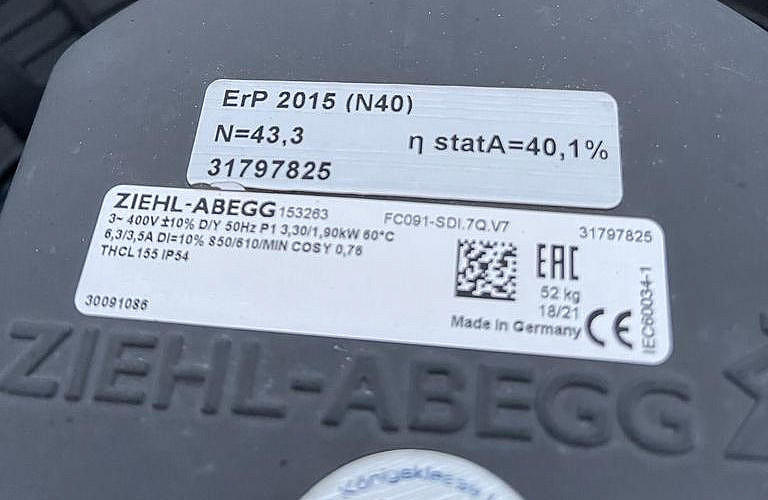 ErP 2015 (N40)
N=43,3 η statA=40,1%
31797825
ZIEHL-ABEGG 153263 FC091-SDI.7Q.V7 31797825
3~ 400V ±10% D/Y 50Hz P1 3,30/1,90kW 60°C
6,3/3,5A DI=10% 850/610/MIN COSY 0,76
THCL155 IP54
EAC
52 kg
18/21
30091086
Made in Germany CE
IEC60034-1
ZIEHL-ABEGG